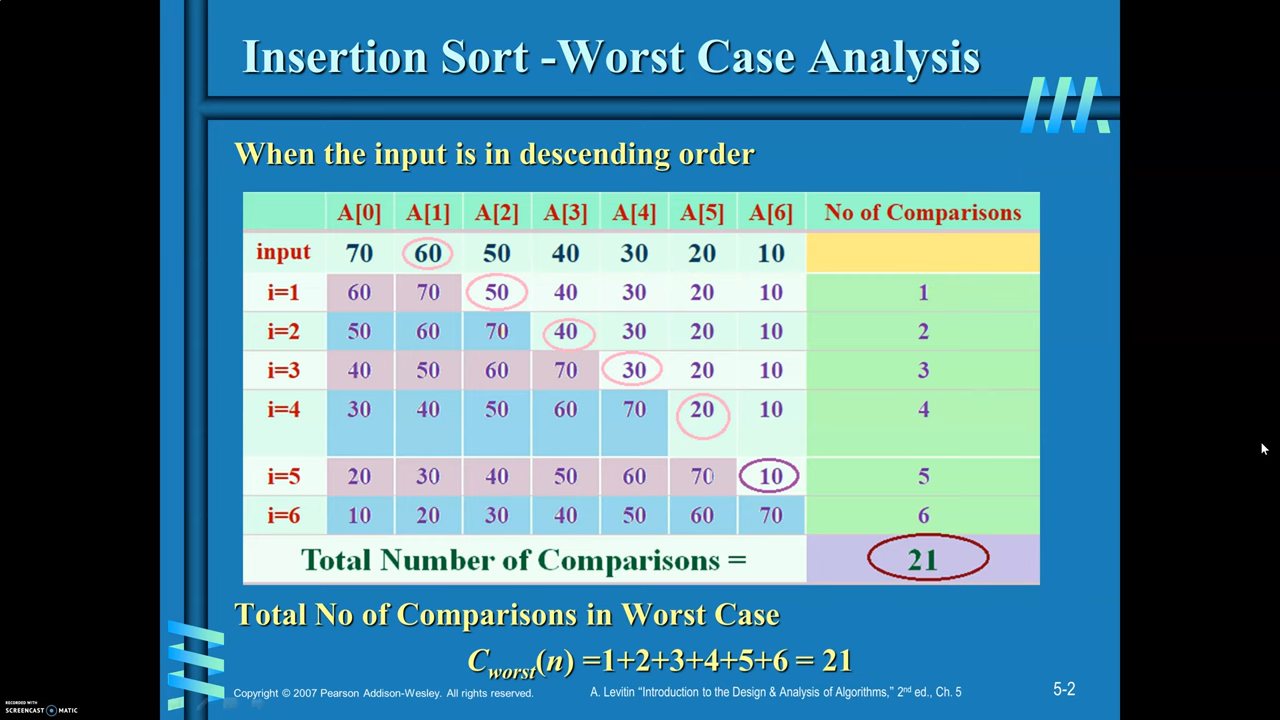 Insertion Sort -Worst Case Analysis
When the input is in descending order
A[0] A[1] A[2] A[3] A[4] A[5] A[6] No of Comparisons
input 70 60 50 40 30 20 10
i=1 60 70 50 40 30 20 10 1
i=2 50 60 70 40 30 20 10 2
i=3 40 50 60 70 30 20 10 3
i=4 30 40 50 60 70 20 10 4
i=5 20 30 40 50 60 70 10 5
i=6 10 20 30 40 50 60 70 6
Total Number of Comparisons = 21
Total No of Comparisons in Worst Case
Cworst(n) =1+2+3+4+5+6 = 21
Copyright © 2007 Pearson Addison-Wesley. All rights reserved. A. Levitin “Introduction to the Design & Analysis of Algorithms,” 2nd ed., Ch. 5 5-2
RECORDED WITH
SCREENCAST MATIC